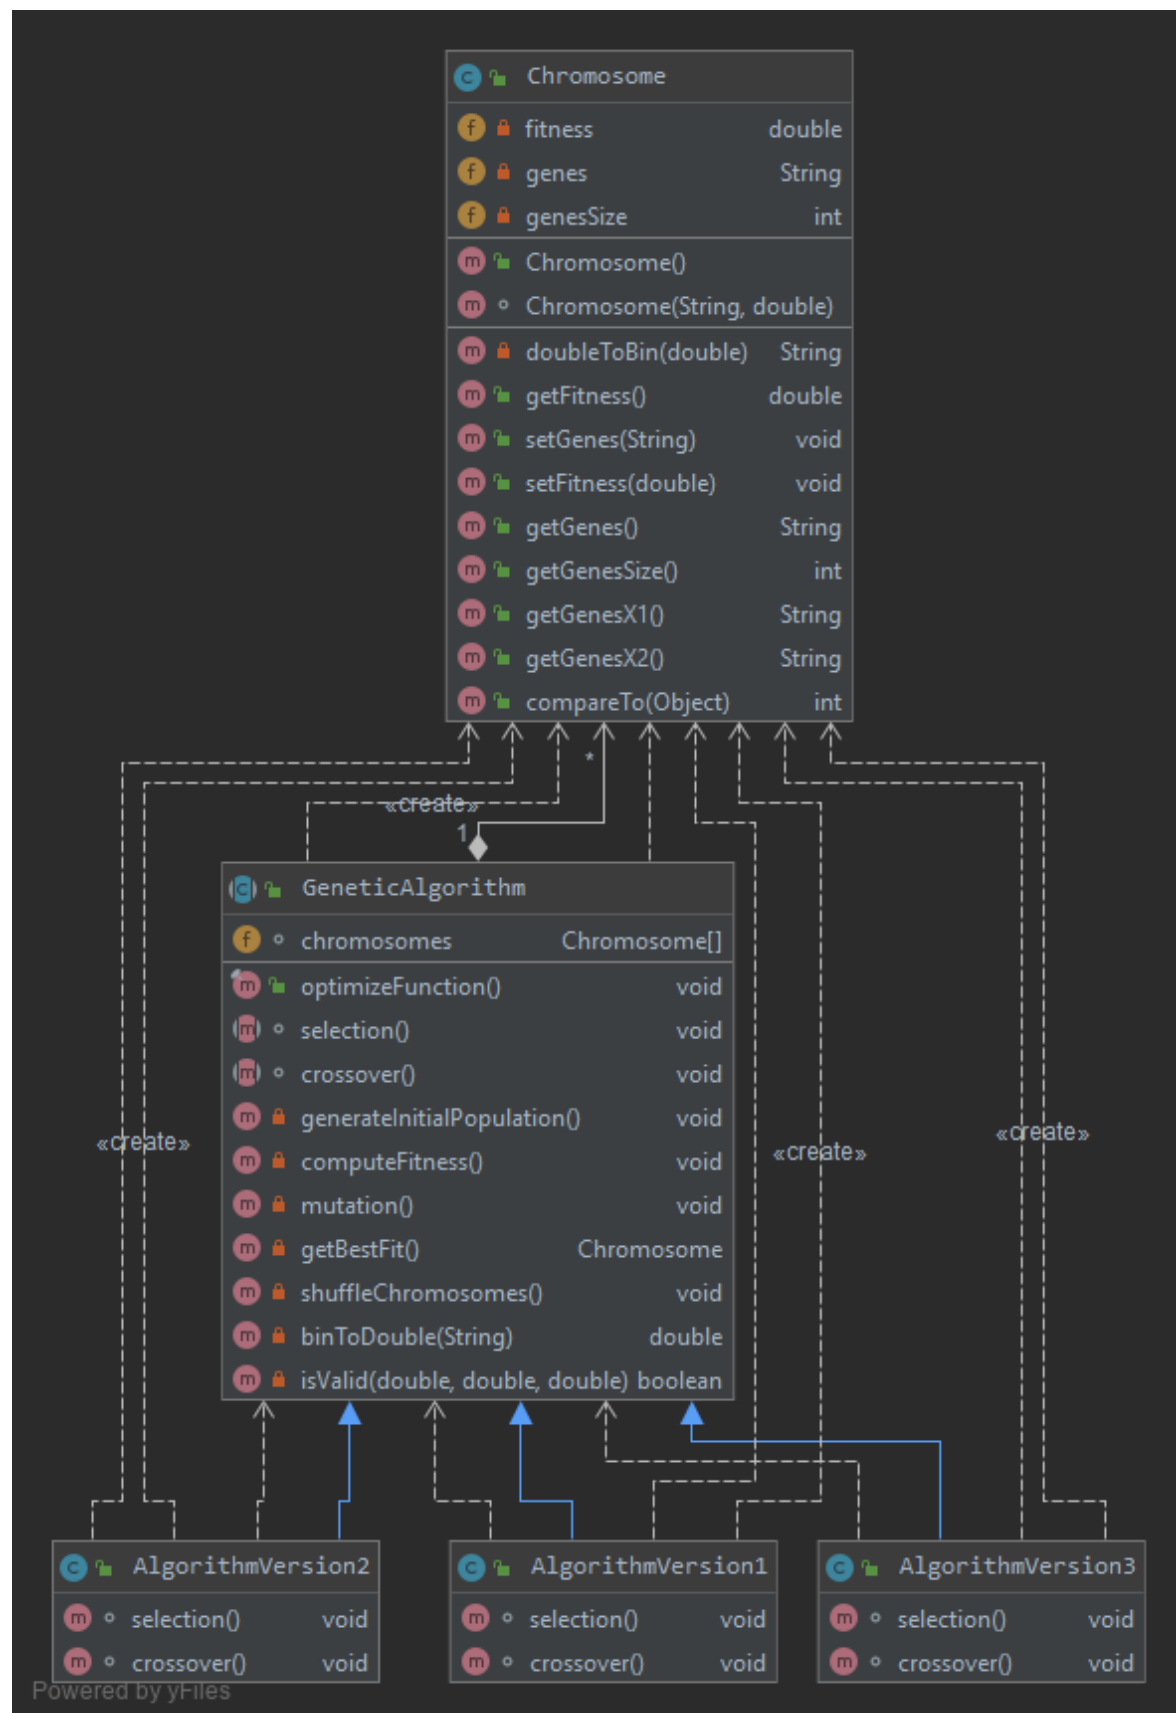 Chromosome
fitness double
genes String
genesSize int
Chromosome()
Chromosome(String, double)
doubleToBin(double) String
getFitness() double
setGenes(String) void
setFitness(double) void
getGenes() String
getGenesSize() int
getGenesX1() String
getGenesX2() String
compareTo(Object) int
*
«create»
1
GeneticAlgorithm
chromosomes Chromosome[]
optimizeFunction() void
selection() void
crossover() void
generateInitialPopulation() void
computeFitness() void
mutation() void
getBestFit() Chromosome
shuffleChromosomes() void
binToDouble(String) double
isValid(double, double, double) boolean
«create»
«create»
«create»
AlgorithmVersion2
selection() void
crossover() void
AlgorithmVersion1
selection() void
crossover() void
AlgorithmVersion3
selection() void
crossover() void
Powered by yFiles